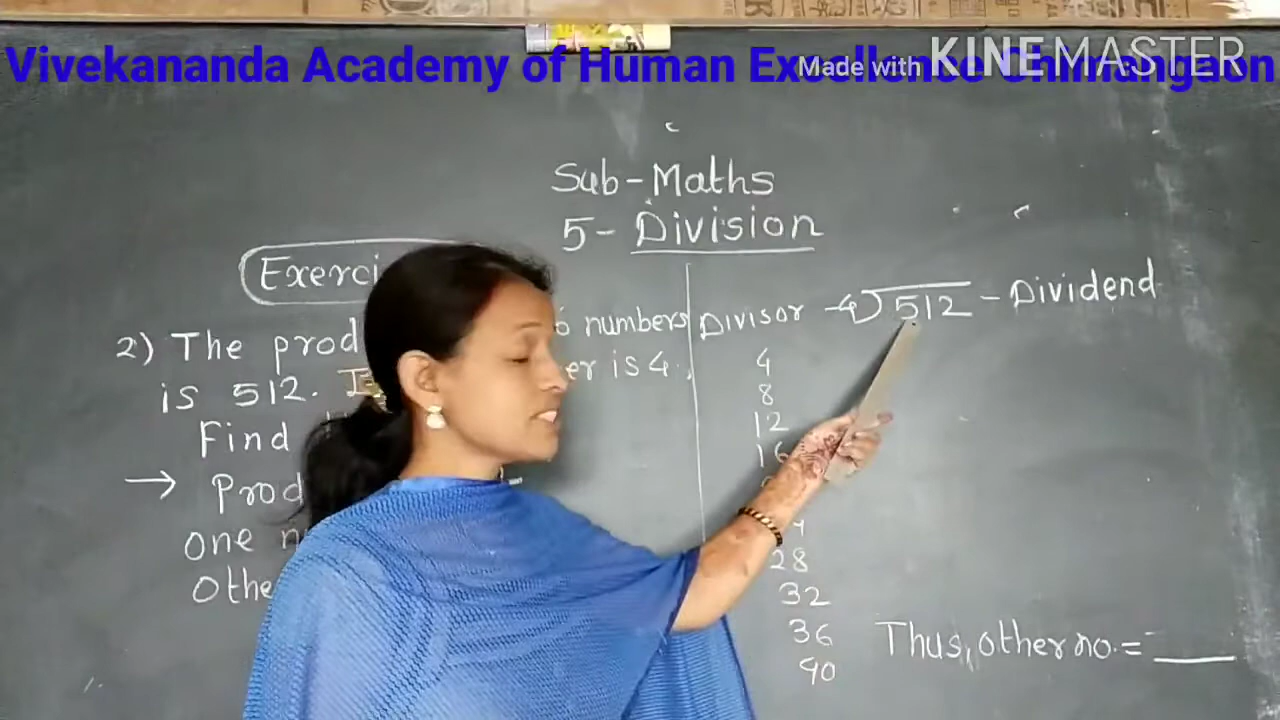 Vivekananda Academy of Human Chimangaon
Made with KINEMASTER
Sub-Maths
5- Division
Exerci
2) The prod numbers
is 512. er is 4.,
Find
→ Prod
one n
Othe
Divisor 4 512 - Dividend
4
8
12
16
28
32
36
40
Thus, other no. = ____